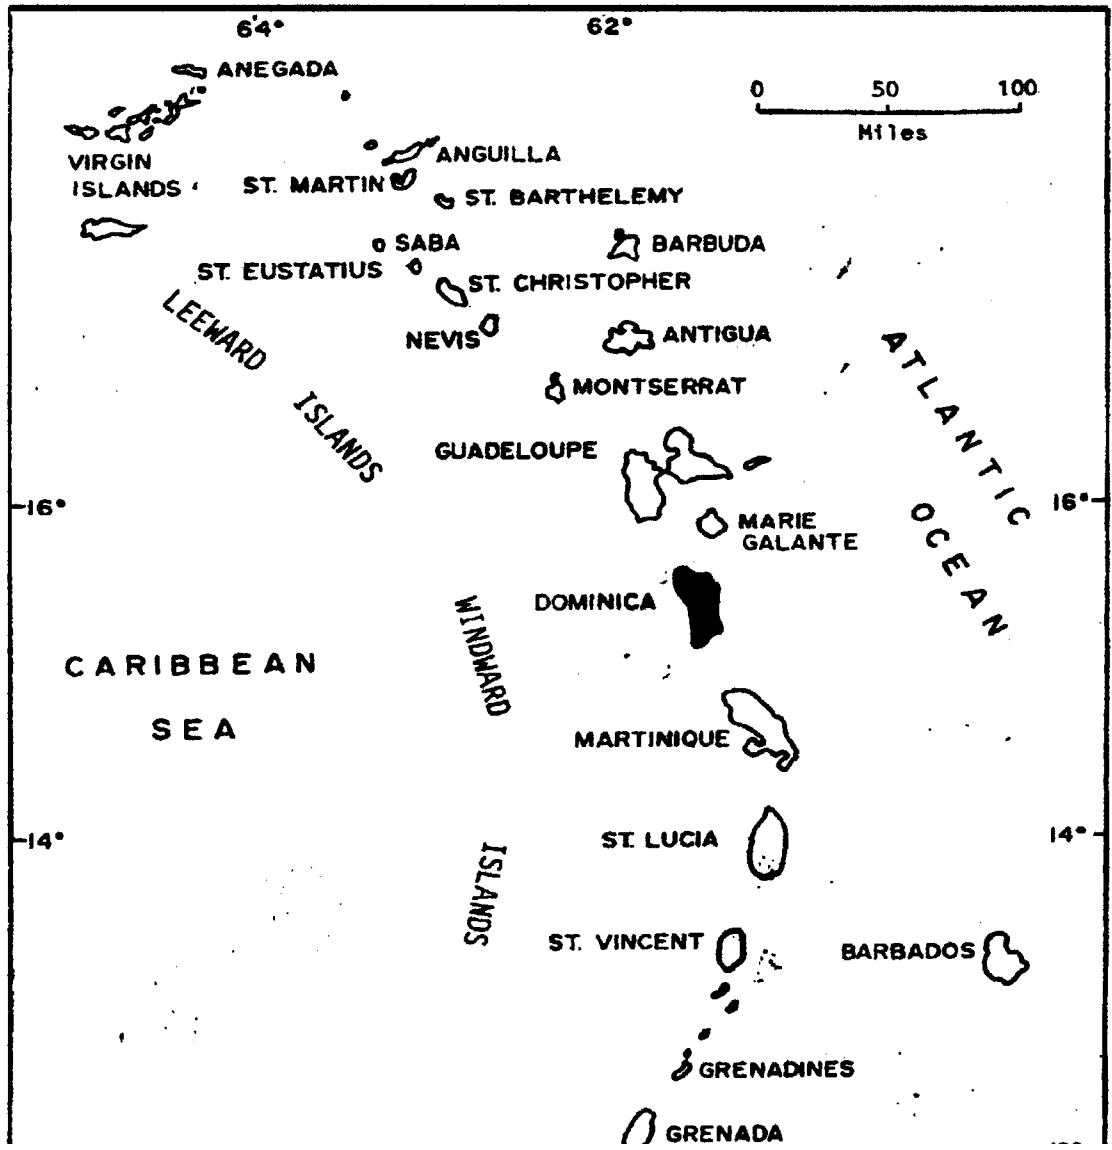 64° 62°
ANEGADA
0 50 100
Miles
VIRGIN
ISLANDS
ANGUILLA
ST. MARTIN
ST. BARTHELEMY
SABA
BARBUDA
ST. EUSTATIUS
ST. CHRISTOPHER
NEVIS
ANTIGUA
LEEWARD
ISLANDS
MONTSERRAT
ATLANTIC
OCEAN
GUADELOUPE
16° 16°
MARIE
GALANTE
DOMINICA
WINDWARD
ISLANDS
CARIBBEAN
SEA
MARTINIQUE
ST. LUCIA
14° 14°
ST. VINCENT
BARBADOS
GRENADINES
GRENADA